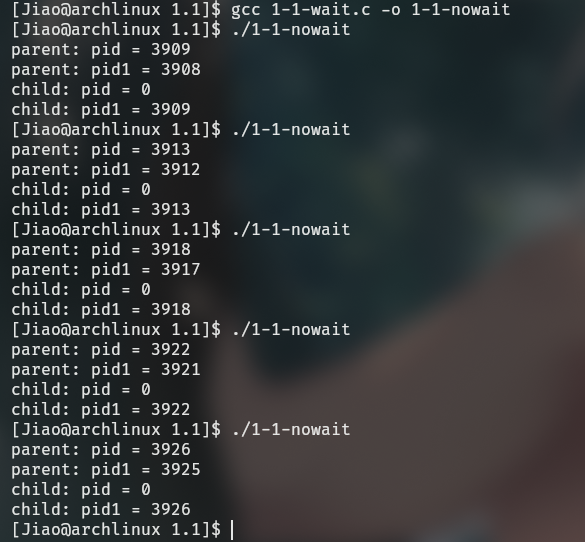 [Jiao@archlinux 1.1]$ gcc 1-1-wait.c -o 1-1-nowait
[Jiao@archlinux 1.1]$ ./1-1-nowait
parent: pid = 3909
parent: pid1 = 3908
child: pid = 0
child: pid1 = 3909
[Jiao@archlinux 1.1]$ ./1-1-nowait
parent: pid = 3913
parent: pid1 = 3912
child: pid = 0
child: pid1 = 3913
[Jiao@archlinux 1.1]$ ./1-1-nowait
parent: pid = 3918
parent: pid1 = 3917
child: pid = 0
child: pid1 = 3918
[Jiao@archlinux 1.1]$ ./1-1-nowait
parent: pid = 3922
parent: pid1 = 3921
child: pid = 0
child: pid1 = 3922
[Jiao@archlinux 1.1]$ ./1-1-nowait
parent: pid = 3926
parent: pid1 = 3925
child: pid = 0
child: pid1 = 3926
[Jiao@archlinux 1.1]$